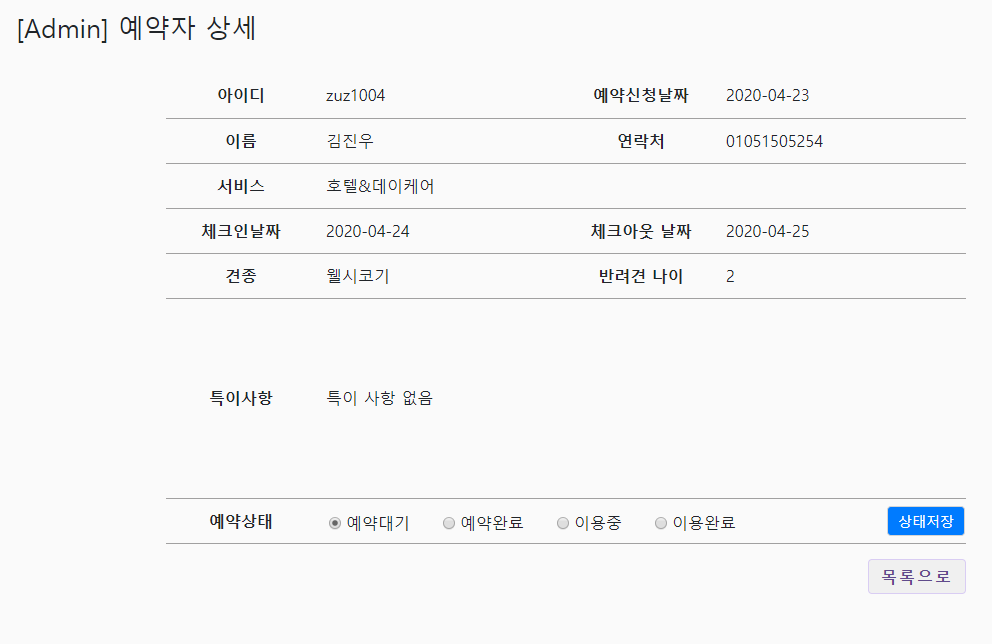 [Admin] 예약자 상세
아이디 zuz1004 예약신청날짜 2020-04-23
이름 김진우 연락처 01051505254
서비스 호텔&데이케어
체크인날짜 2020-04-24 체크아웃 날짜 2020-04-25
견종 웰시코기 반려견 나이 2
특이사항 특이 사항 없음
예약상태 예약대기 예약완료 이용중 이용완료 상태저장
목록으로